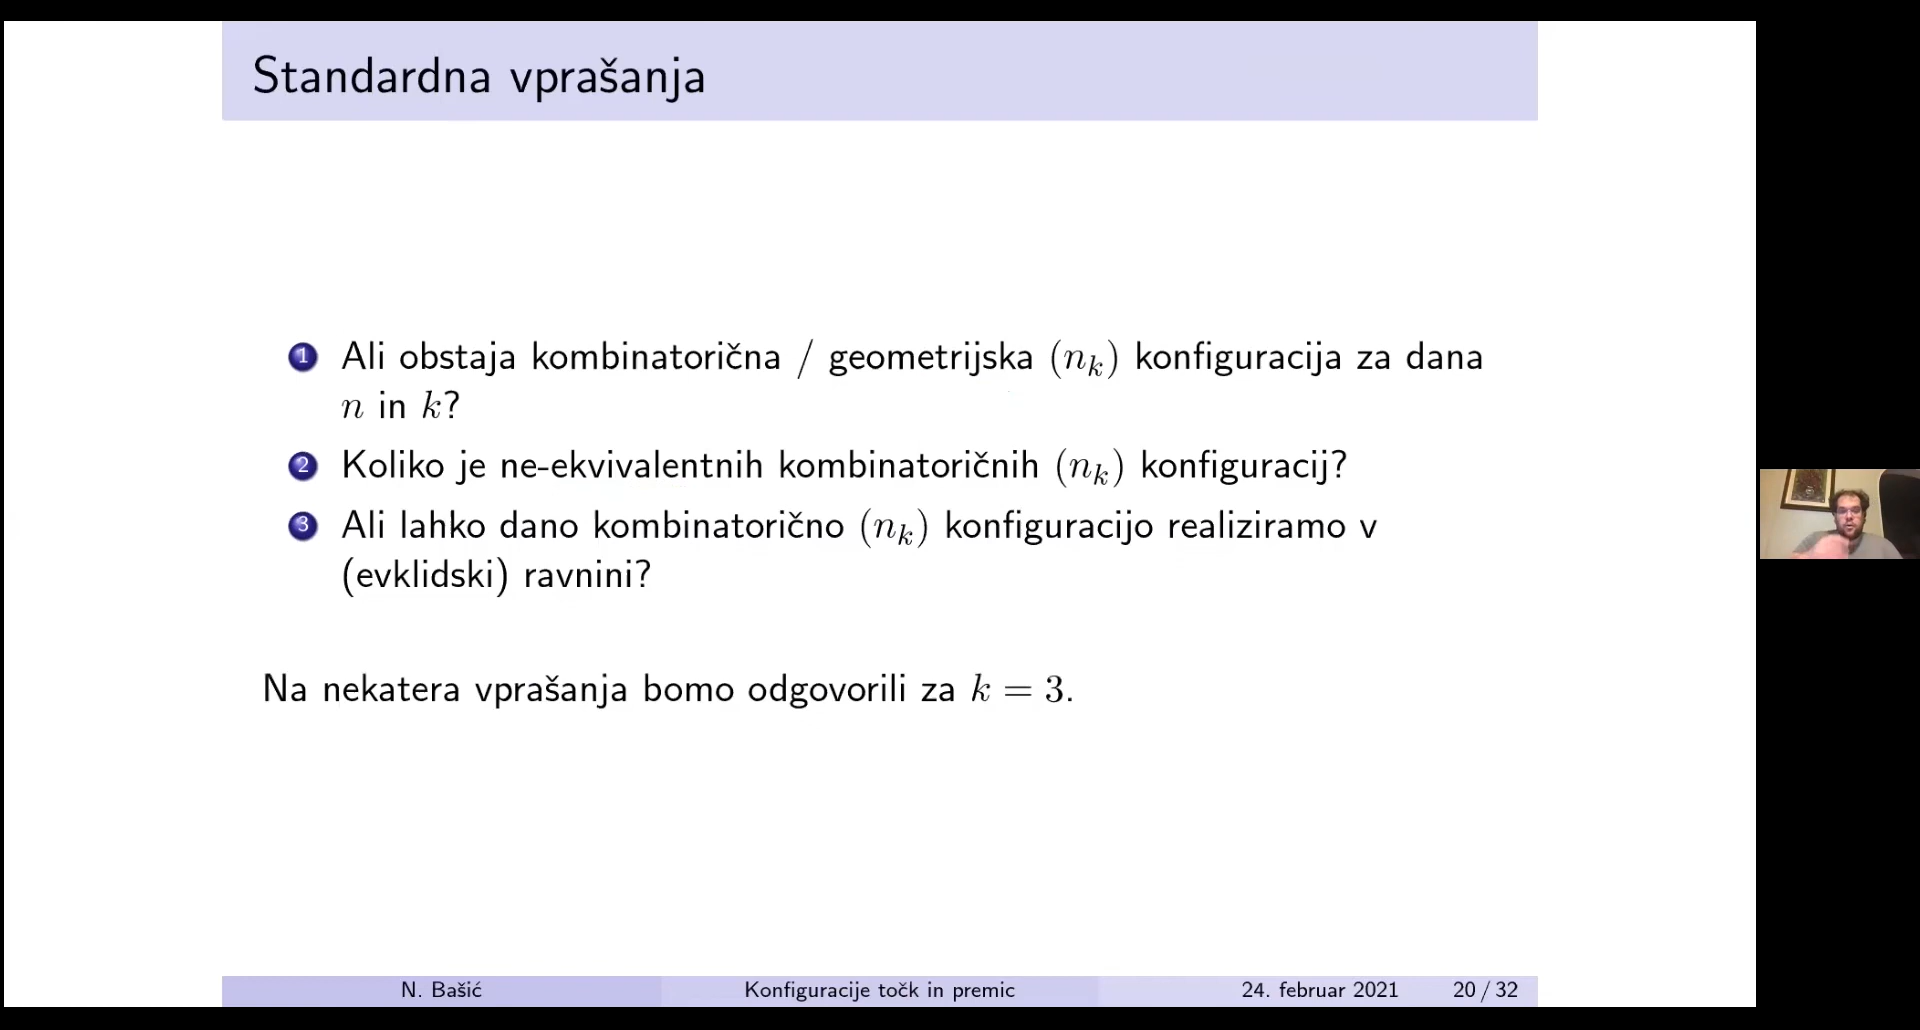 Standardna vprašanja
1 Ali obstaja kombinatorična / geometrijska (n_k) konfiguracija za dana
n in k?
2 Koliko je ne-ekvivalentnih kombinatoričnih (n_k) konfiguracij?
3 Ali lahko dano kombinatorično (n_k) konfiguracijo realiziramo v
(evklidski) ravnini?
Na nekatera vprašanja bomo odgovorili za k = 3.
N. Bašić Konfiguracije točk in premic 24. februar 2021 20 / 32